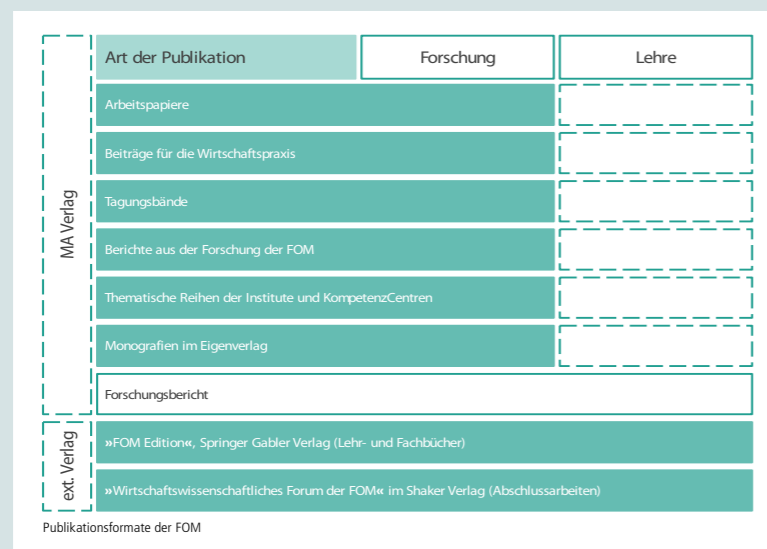 Art der Publikation
Forschung
Lehre
MA Verlag
Arbeitspapiere
Beiträge für die Wirtschaftspraxis
Tagungsbände
Berichte aus der Forschung der FOM
Thematische Reihen der Institute und KompetenzCentren
Monografien im Eigenverlag
Forschungsbericht
ext. Verlag
»FOM Edition«, Springer Gabler Verlag (Lehr- und Fachbücher)
»Wirtschaftswissenschaftliches Forum der FOM« im Shaker Verlag (Abschlussarbeiten)
Publikationsformate der FOM